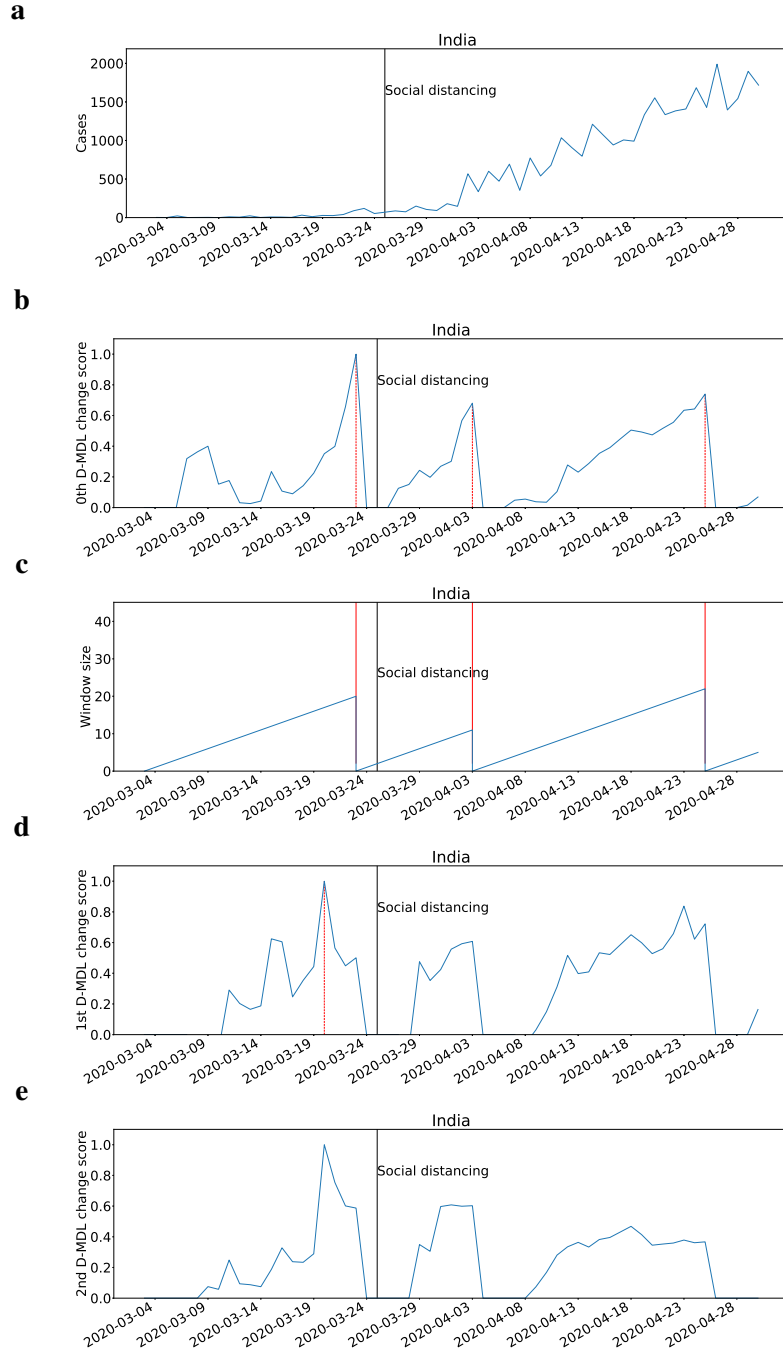 a
India
Cases
2000
1500
1000
500
0
Social distancing
2020-03-04 2020-03-09 2020-03-14 2020-03-19 2020-03-24 2020-03-29 2020-04-03 2020-04-08 2020-04-13 2020-04-18 2020-04-23 2020-04-28
b
India
0th D-MDL change score
1.0
0.8
0.6
0.4
0.2
0.0
Social distancing
2020-03-04 2020-03-09 2020-03-14 2020-03-19 2020-03-24 2020-03-29 2020-04-03 2020-04-08 2020-04-13 2020-04-18 2020-04-23 2020-04-28
c
India
Window size
40
30
20
10
0
Social distancing
2020-03-04 2020-03-09 2020-03-14 2020-03-19 2020-03-24 2020-03-29 2020-04-03 2020-04-08 2020-04-13 2020-04-18 2020-04-23 2020-04-28
d
India
1st D-MDL change score
1.0
0.8
0.6
0.4
0.2
0.0
Social distancing
2020-03-04 2020-03-09 2020-03-14 2020-03-19 2020-03-24 2020-03-29 2020-04-03 2020-04-08 2020-04-13 2020-04-18 2020-04-23 2020-04-28
e
India
2nd D-MDL change score
1.0
0.8
0.6
0.4
0.2
0.0
Social distancing
2020-03-04 2020-03-09 2020-03-14 2020-03-19 2020-03-24 2020-03-29 2020-04-03 2020-04-08 2020-04-13 2020-04-18 2020-04-23 2020-04-28